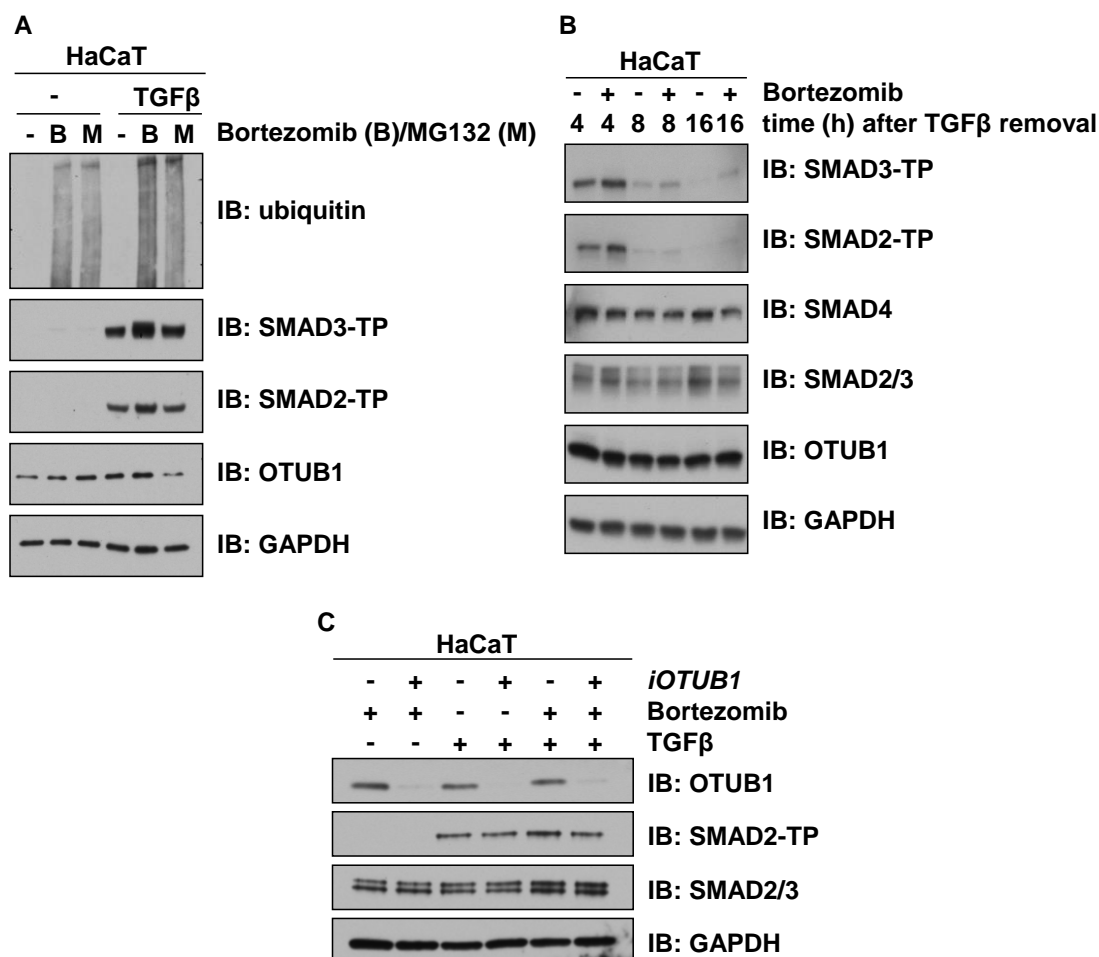 A
HaCaT
- TGFβ
- B M - B M Bortezomib (B)/MG132 (M)
IB: ubiquitin
IB: SMAD3-TP
IB: SMAD2-TP
IB: OTUB1
IB: GAPDH
B
HaCaT
- + - + - + Bortezomib
4 4 8 8 16 16 time (h) after TGFβ removal
IB: SMAD3-TP
IB: SMAD2-TP
IB: SMAD4
IB: SMAD2/3
IB: OTUB1
IB: GAPDH
C
HaCaT
- + - + - + iOTUB1
+ + - - + + Bortezomib
- - + + + + TGFβ
IB: OTUB1
IB: SMAD2-TP
IB: SMAD2/3
IB: GAPDH